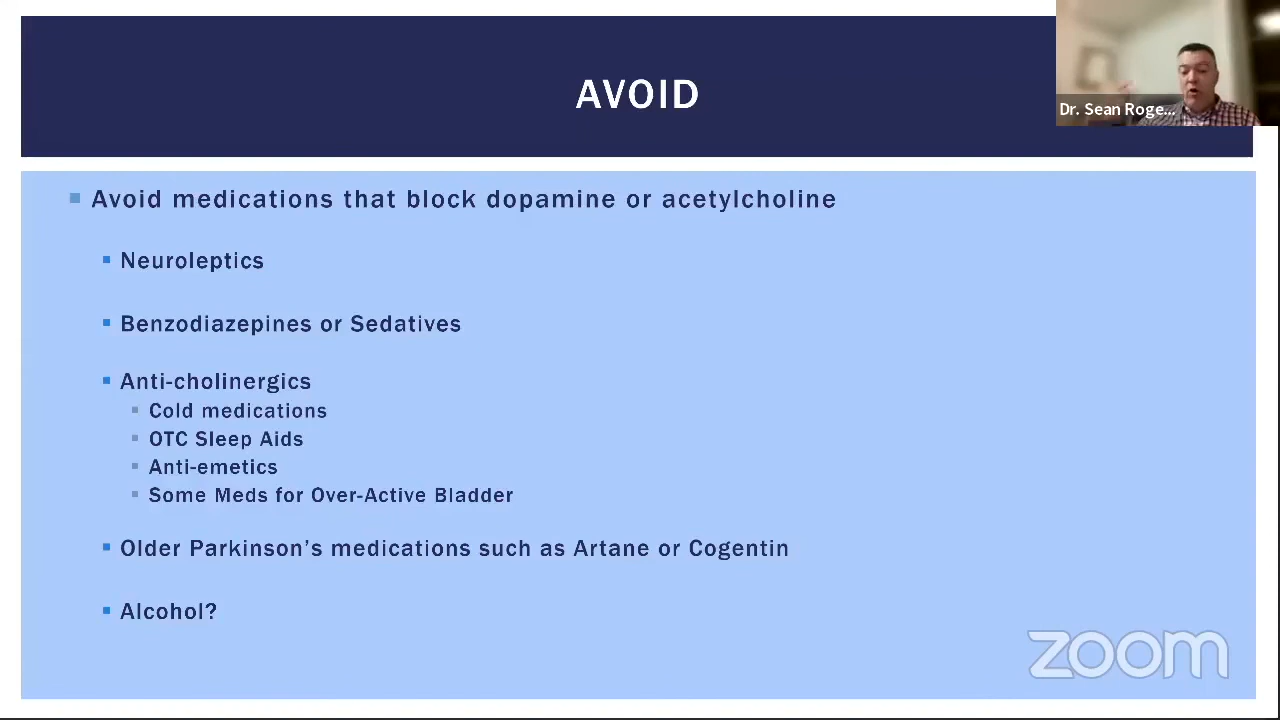 AVOID
Dr. Sean Roge...
Avoid medications that block dopamine or acetylcholine
Neuroleptics
Benzodiazepines or Sedatives
Anti-cholinergics
Cold medications
OTC Sleep Aids
Anti-emetics
Some Meds for Over-Active Bladder
Older Parkinson’s medications such as Artane or Cogentin
Alcohol?
zoom